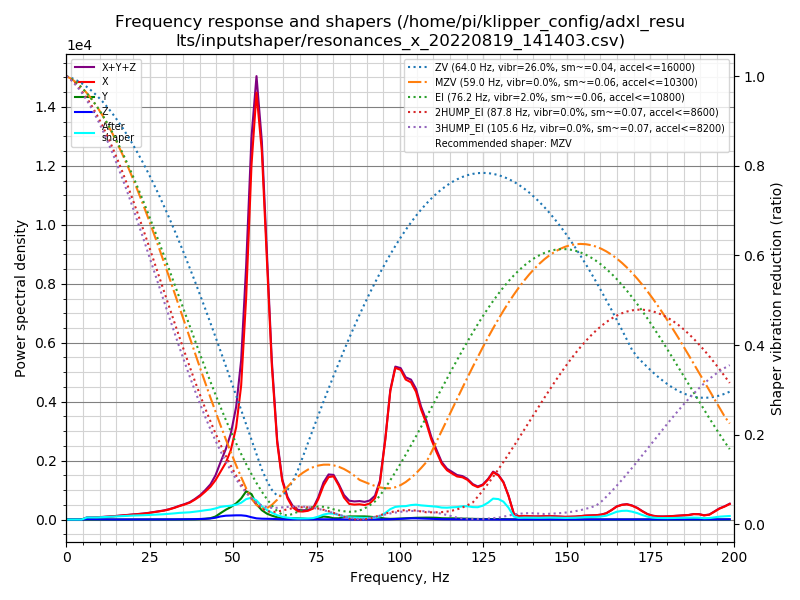 Frequency response and shapers (/home/pi/klipper_config/adxl_resu
lts/inputshaper/resonances_x_20220819_141403.csv)
1e4
X+Y+Z
X
Y
Z
After
shaper
ZV (64.0 Hz, vibr=26.0%, sm~=0.04, accel<=16000)
MZV (59.0 Hz, vibr=0.0%, sm~=0.06, accel<=10300)
EI (76.2 Hz, vibr=2.0%, sm~=0.06, accel<=10800)
2HUMP_EI (87.8 Hz, vibr=0.0%, sm~=0.07, accel<=8600)
3HUMP_EI (105.6 Hz, vibr=0.0%, sm~=0.07, accel<=8200)
Recommended shaper: MZV
Power spectral density
1.4
1.2
1.0
0.8
0.6
0.4
0.2
0.0
1.0
0.8
0.6
0.4
0.2
0.0
Shaper vibration reduction (ratio)
0 25 50 75 100 125 150 175 200
Frequency, Hz